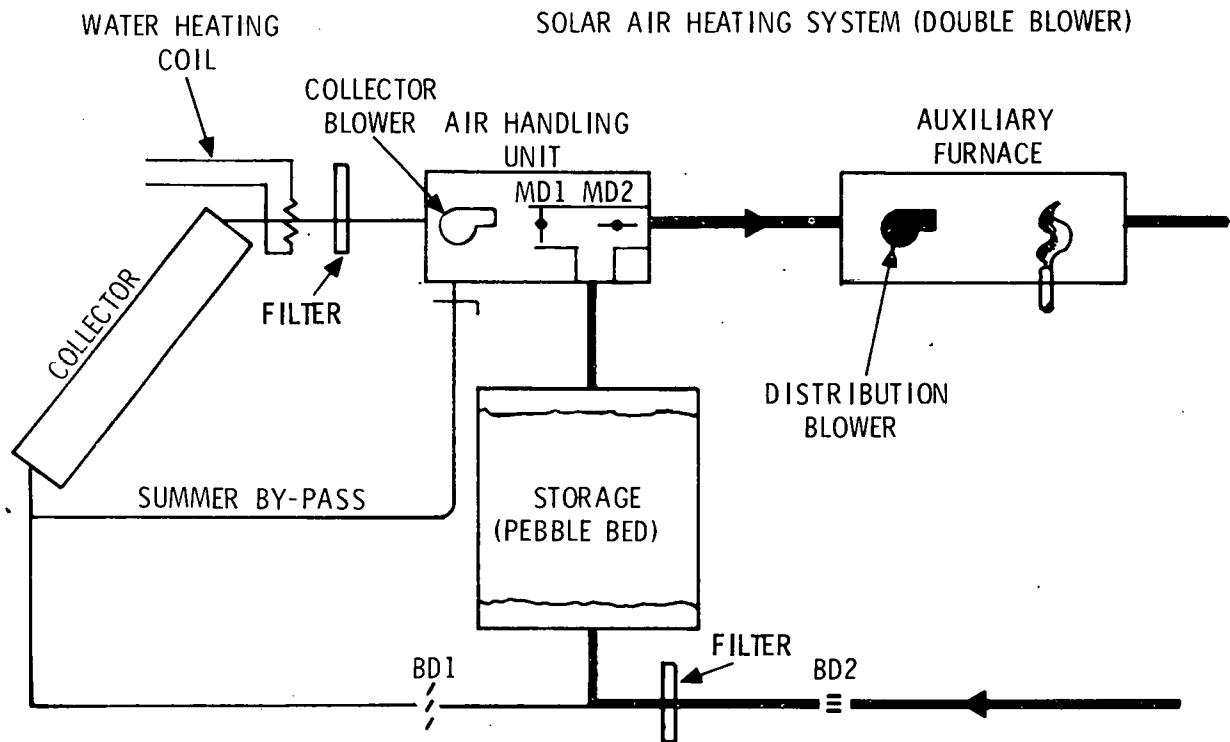 SOLAR AIR HEATING SYSTEM (DOUBLE BLOWER)
WATER HEATING
COIL
COLLECTOR
BLOWER
AIR HANDLING
UNIT
AUXILIARY
FURNACE
MD1 MD2
FILTER
COLLECTOR
DISTRIBUTION
BLOWER
SUMMER BY-PASS
STORAGE
(PEBBLE BED)
FILTER
BD1
BD2